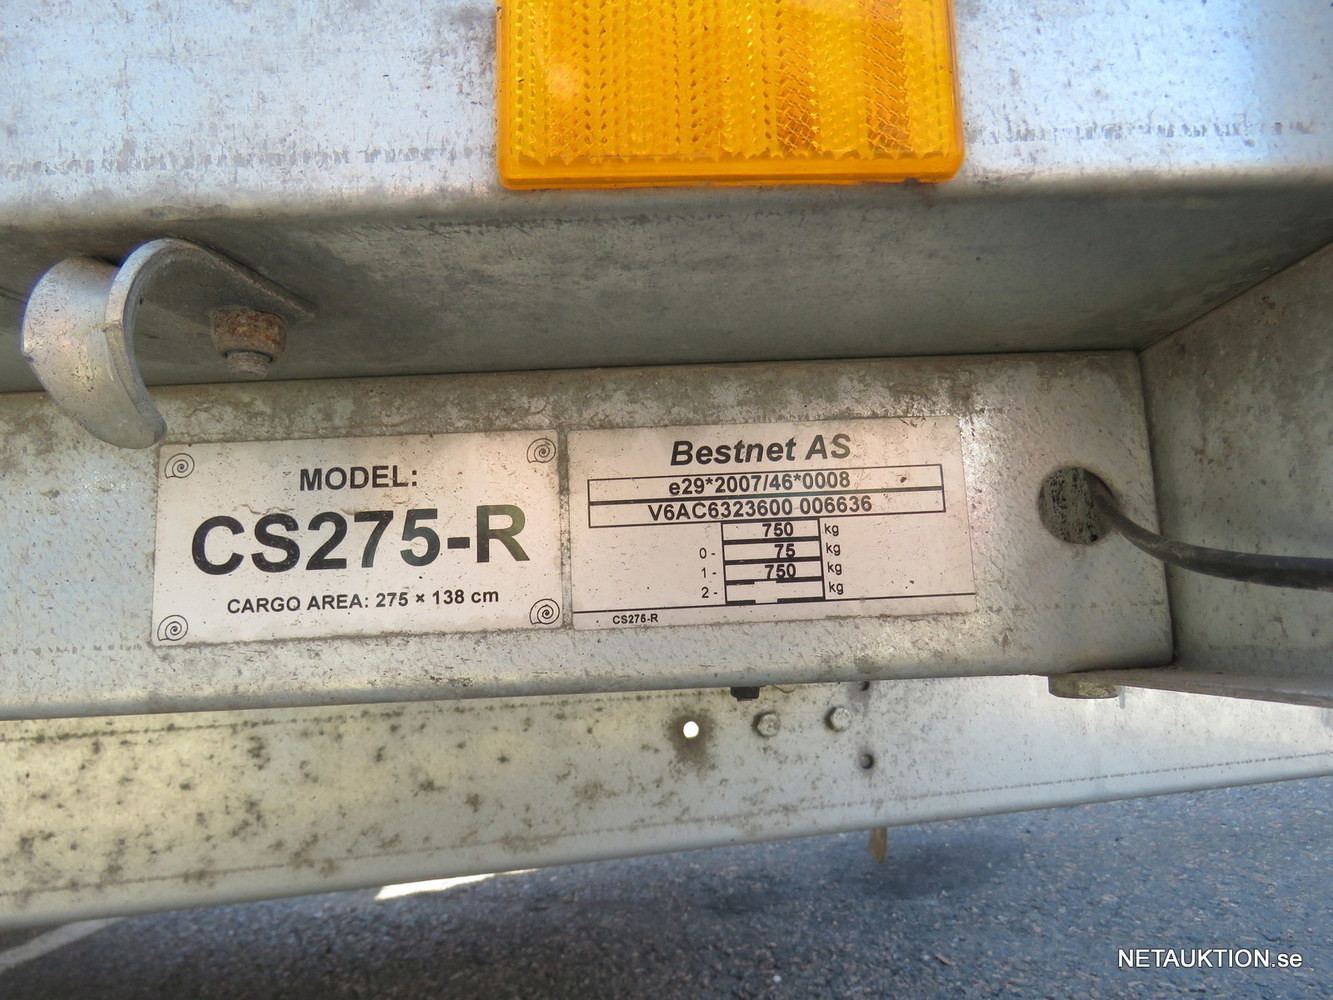 MODEL:
CS275-R
CARGO AREA: 275 × 138 cm
Bestnet AS
e29*2007/46*0008
V6AC6323600 006636
750 kg
0 - 75 kg
1 - 750 kg
2 - kg
CS275-R
NETAUKTION.se